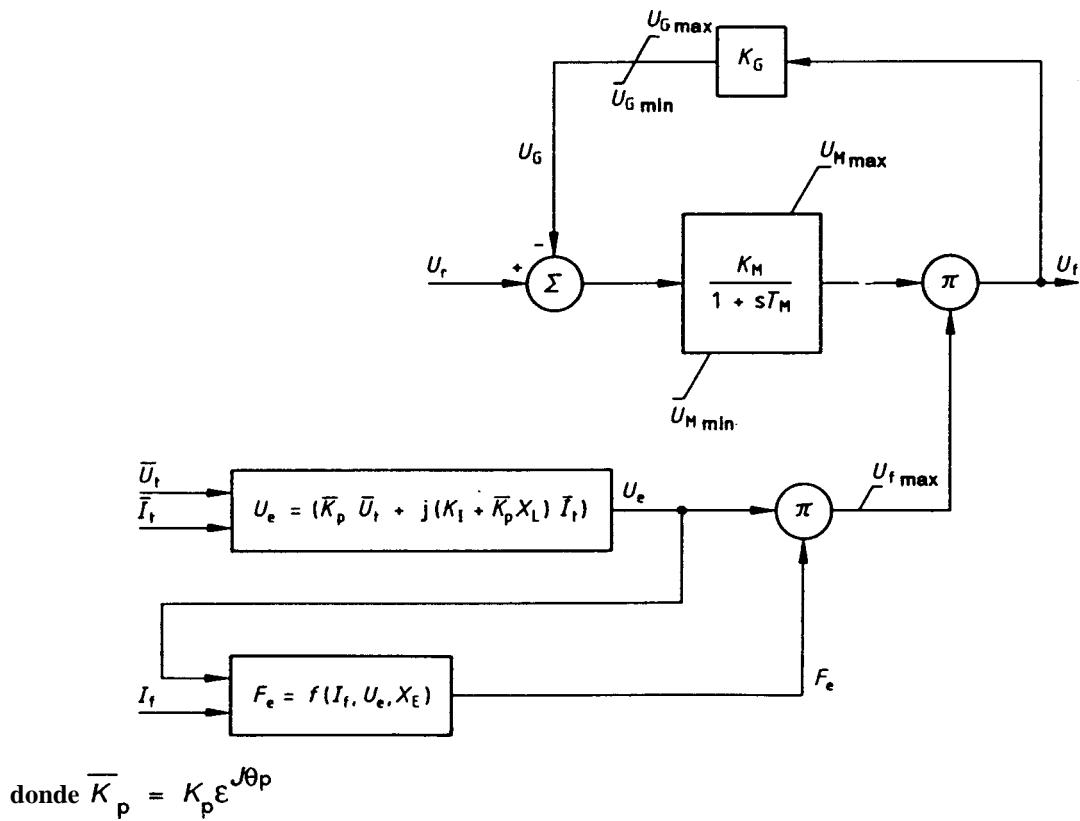 U_G max
K_G
U_G min
U_G
U_M max
U_r
+
-
Σ
K_M
1 + sT_M
π
U_f
U_M min
Ū_t
Ī_t
U_e = (K̄_p Ū_t + j(K_I + K̄_p X_L) Ī_t)
U_e
π
U_f max
I_f
F_e = f(I_f, U_e, X_E)
F_e
donde K̄_p = K_p ε^Jθp